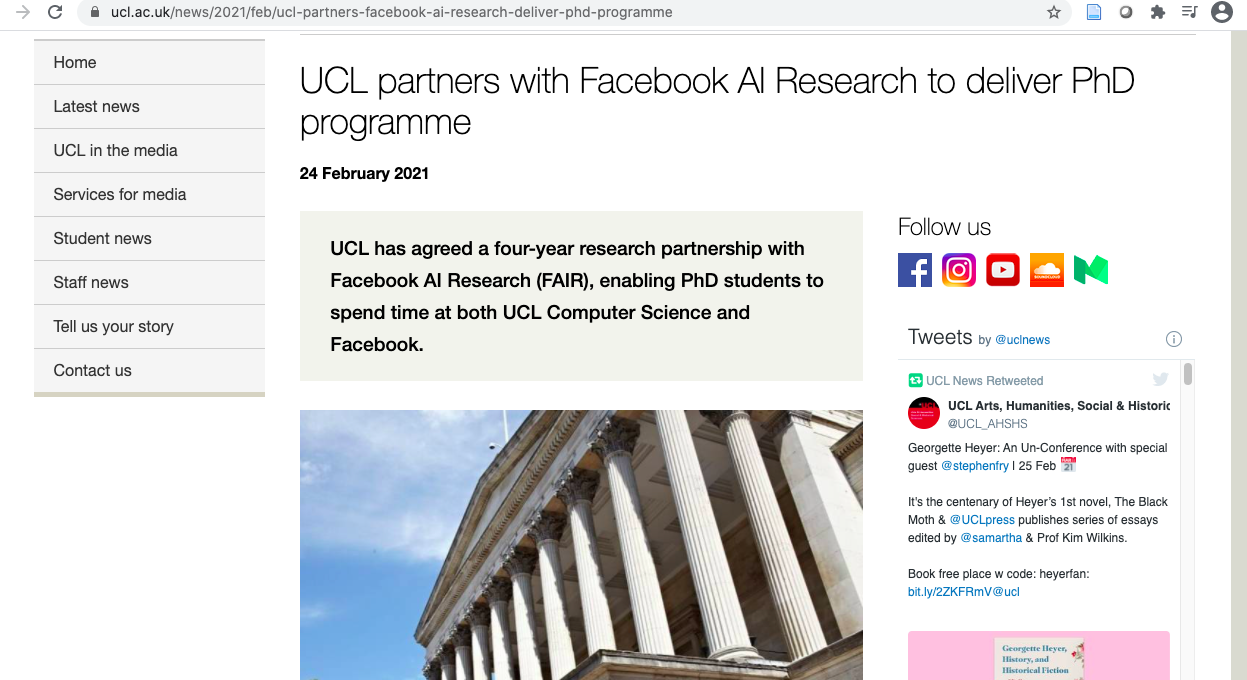 ucl.ac.uk/news/2021/feb/ucl-partners-facebook-ai-research-deliver-phd-programme
Home
Latest news
UCL in the media
Services for media
Student news
Staff news
Tell us your story
Contact us
UCL partners with Facebook AI Research to deliver PhD
programme
24 February 2021
UCL has agreed a four-year research partnership with
Facebook AI Research (FAIR), enabling PhD students to
spend time at both UCL Computer Science and
Facebook.
Follow us
SOUNDCLOUD
Tweets by @uclnews
UCL News Retweeted
UCL Arts, Humanities, Social & Historic
@UCL_AHSHS
Georgette Heyer: An Un-Conference with special
guest @stephenfry I 25 Feb
21
It's the centenary of Heyer's 1st novel, The Black
Moth & @UCLpress publishes series of essays
edited by @samartha & Prof Kim Wilkins.
Book free place w code: heyerfan:
bit.ly/2ZKFRmV@ucl
Georgette Heyer,
History, and
Historical Fiction